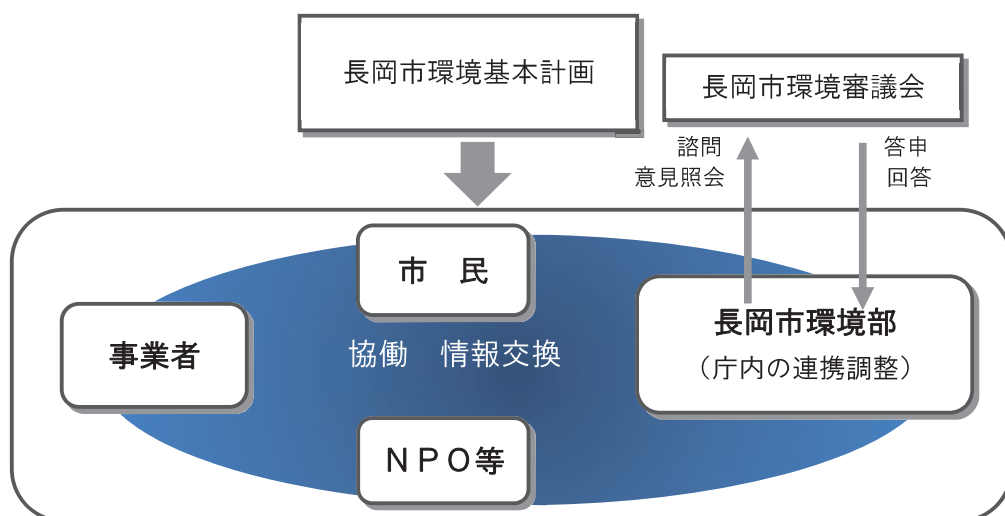 長岡市環境基本計画
長岡市環境審議会
諮問
意見照会
答申
回答
市　民
事業者
協働　情報交換
長岡市環境部
（庁内の連携調整）
ＮＰＯ等